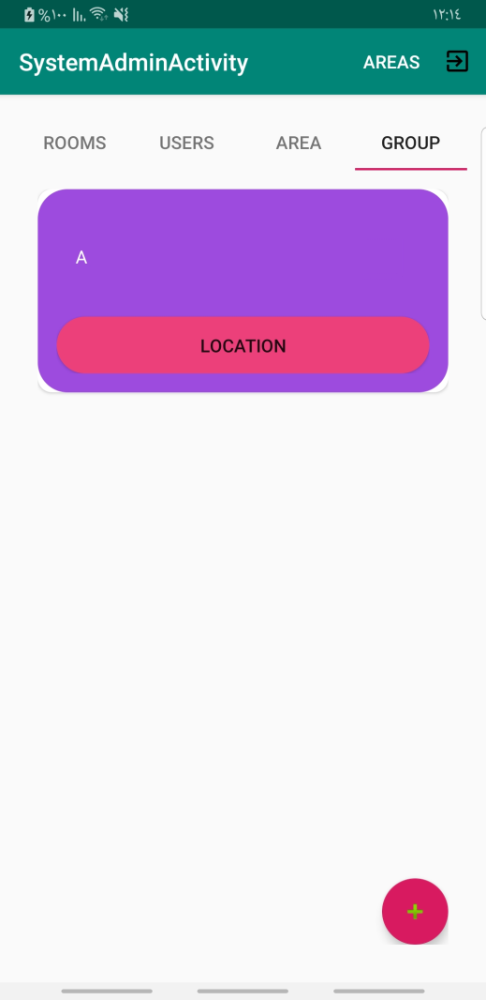 %١٠٠ ١٢:١٤
SystemAdminActivity AREAS
ROOMS USERS AREA GROUP
A
LOCATION
+